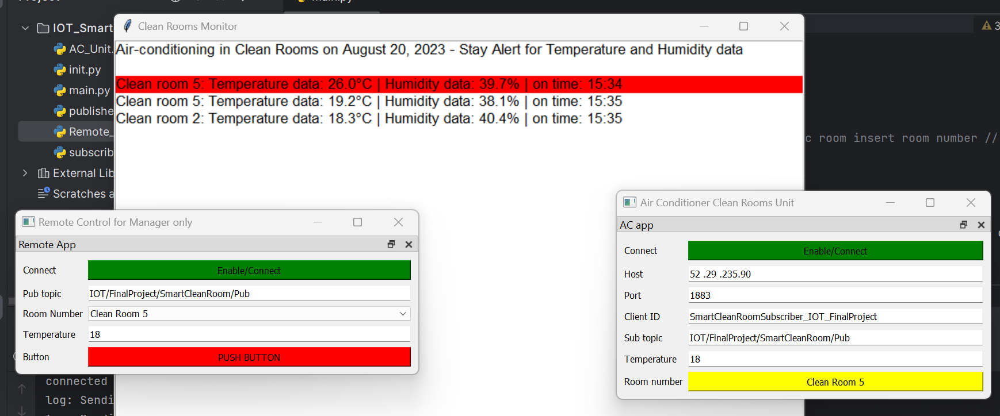 main.py
IOT_Smart
AC_Unit.
init.py
main.py
publishe
Remote_
subscrib
External Lib
Scratches a
Clean Rooms Monitor
Air-conditioning in Clean Rooms on August 20, 2023 - Stay Alert for Temperature and Humidity data
Clean room 5: Temperature data: 26.0°C | Humidity data: 39.7% | on time: 15:34
Clean room 5: Temperature data: 19.2°C | Humidity data: 38.1% | on time: 15:35
Clean room 2: Temperature data: 18.3°C | Humidity data: 40.4% | on time: 15:35
3
c room insert room number //
Remote Control for Manager only
Remote App
Connect Enable/Connect
Pub topic IOT/FinalProject/SmartCleanRoom/Pub
Room Number Clean Room 5
Temperature 18
Button PUSH BUTTON
Air Conditioner Clean Rooms Unit
AC app
Connect Enable/Connect
Host 52 .29 .235.90
Port 1883
Client ID SmartCleanRoomSubscriber_IOT_FinalProject
Sub topic IOT/FinalProject/SmartCleanRoom/Pub
Temperature 18
Room number Clean Room 5
connected
log: Sendi